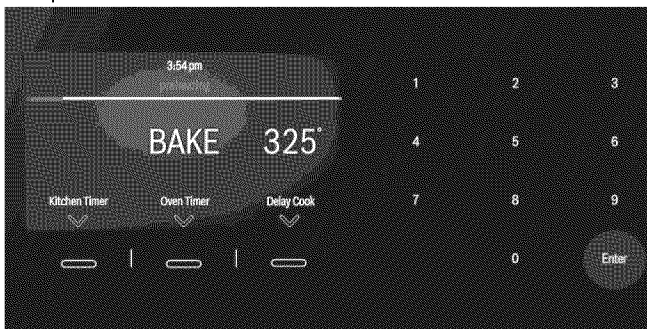 3:54 pm
preheating
BAKE 325°
Kitchen Timer Oven Timer Delay Cook
1 2 3
4 5 6
7 8 9
0 Enter